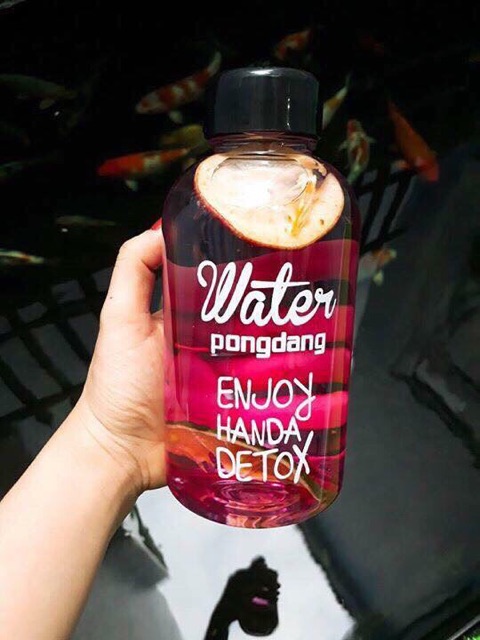 Water
pongdang
ENJOY
HANDA
DETOX